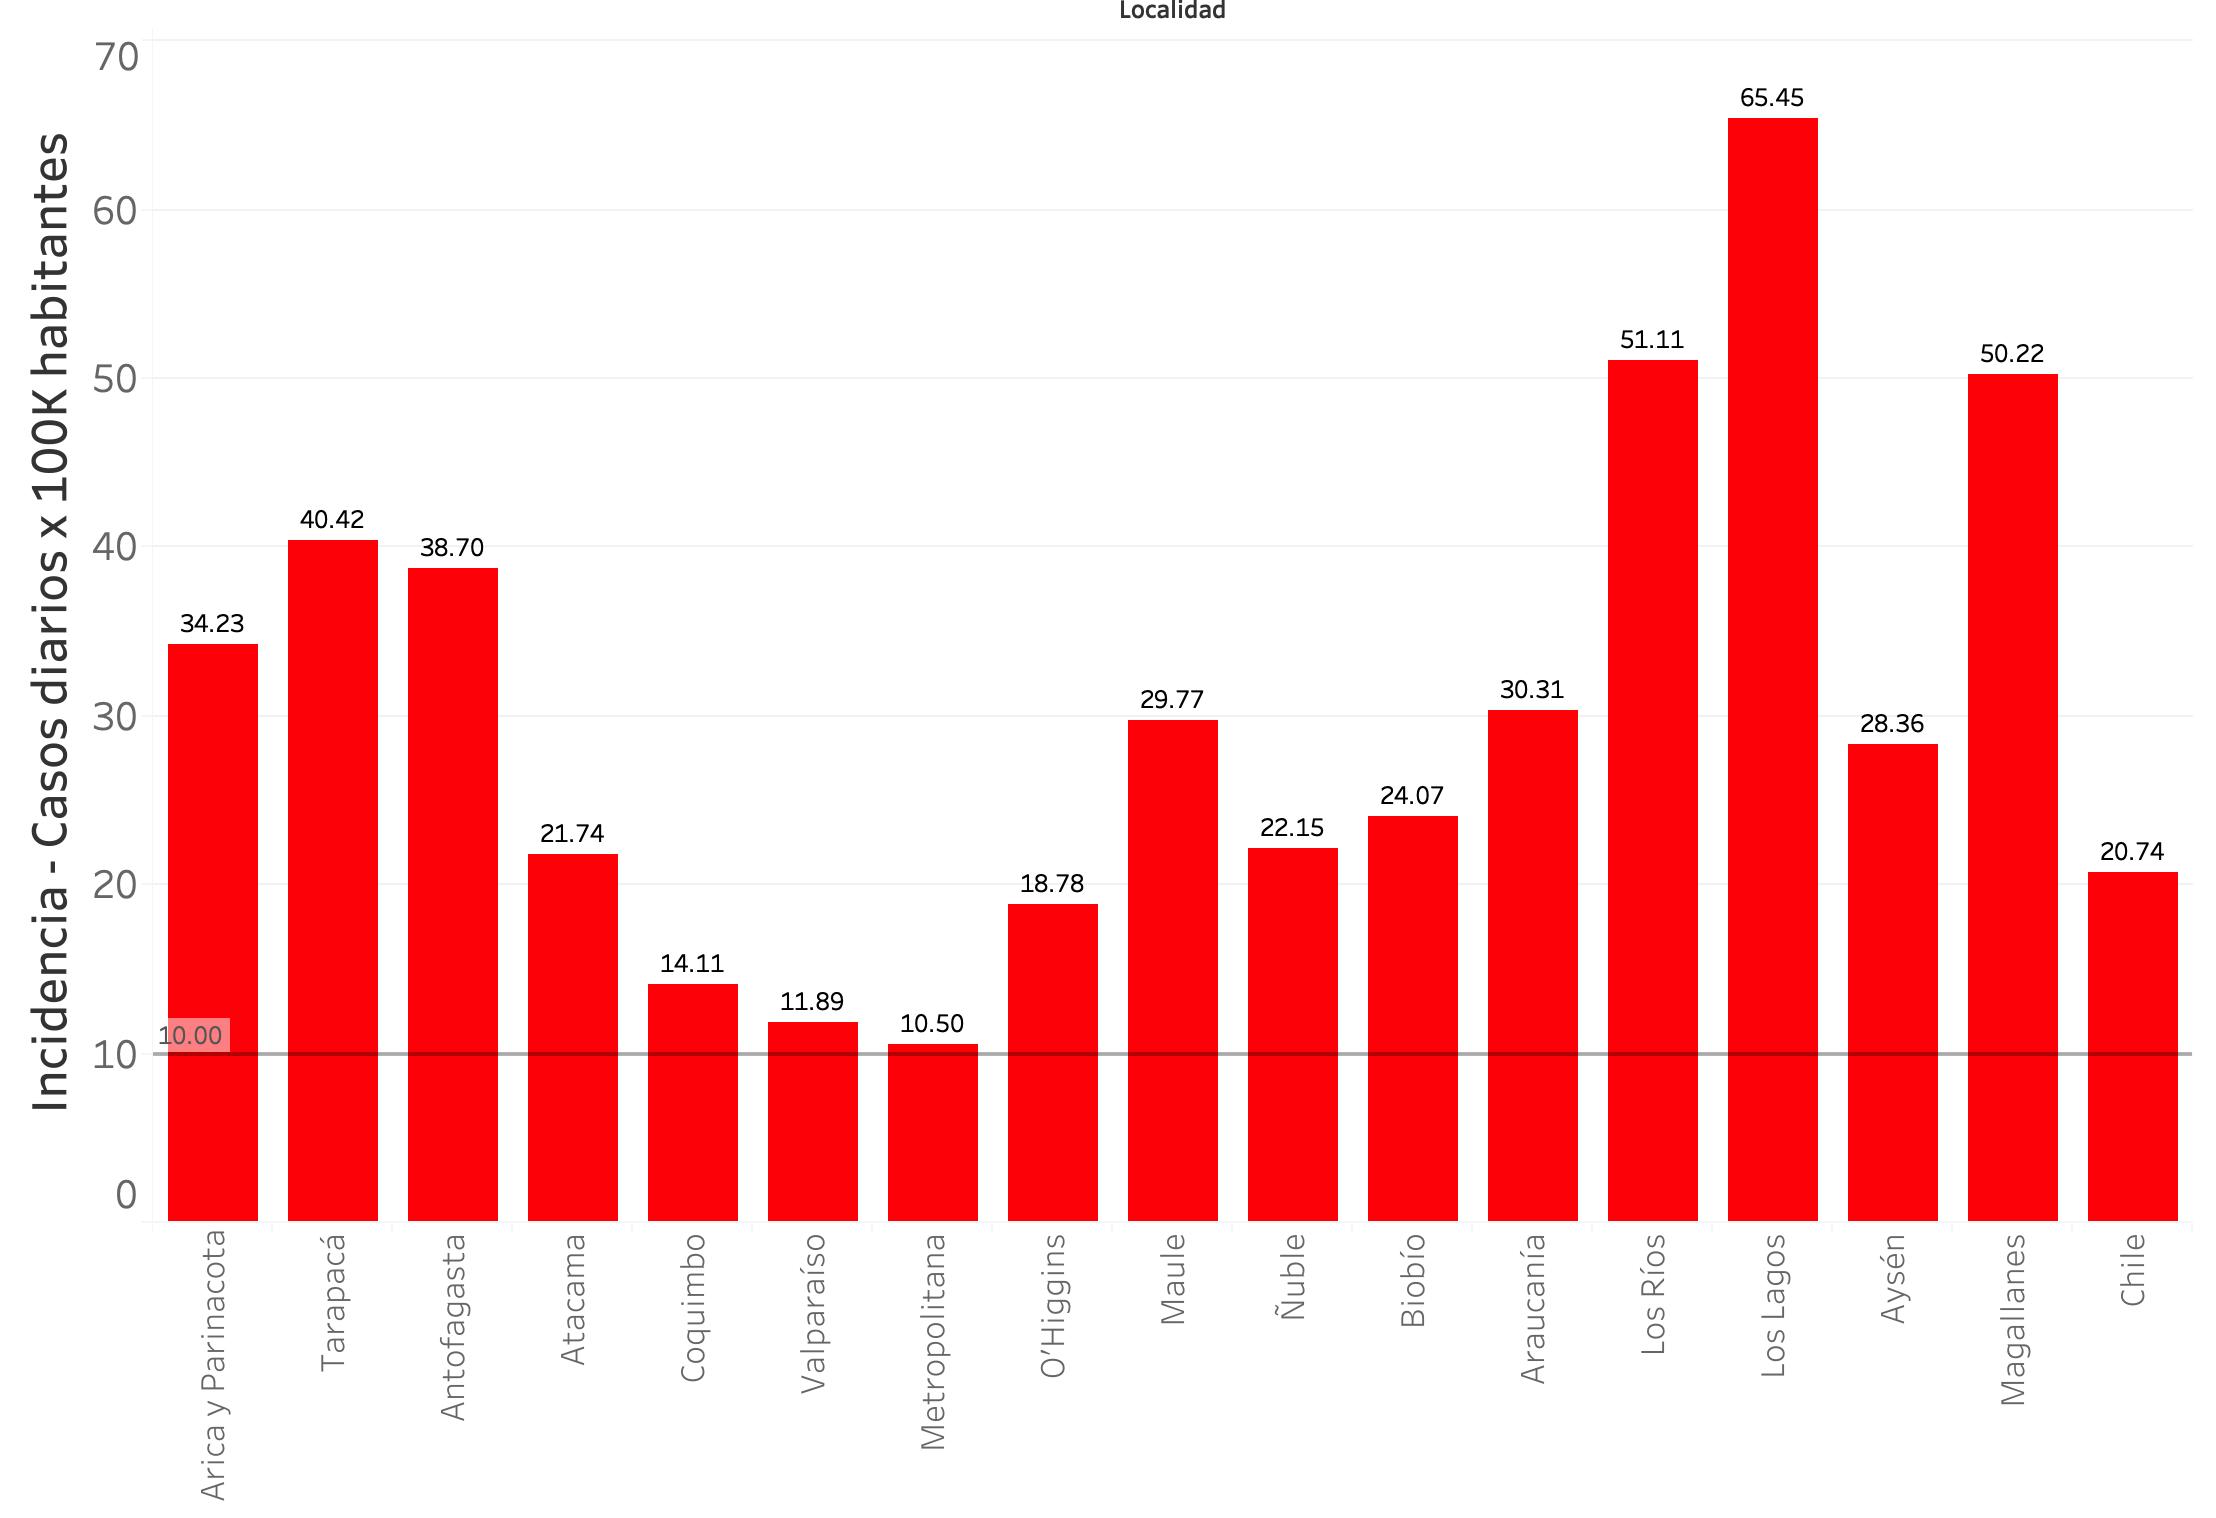 Localidad
Incidencia - Casos diarios x 100K habitantes
70
60
50
40
30
20
10
0
34.23
40.42
38.70
21.74
14.11
11.89
10.50
18.78
29.77
22.15
24.07
30.31
51.11
65.45
28.36
50.22
20.74
10.00
Arica y Parinacota
Tarapacá
Antofagasta
Atacama
Coquimbo
Valparaíso
Metropolitana
O’Higgins
Maule
Ñuble
Biobío
Araucanía
Los Ríos
Los Lagos
Aysén
Magallanes
Chile